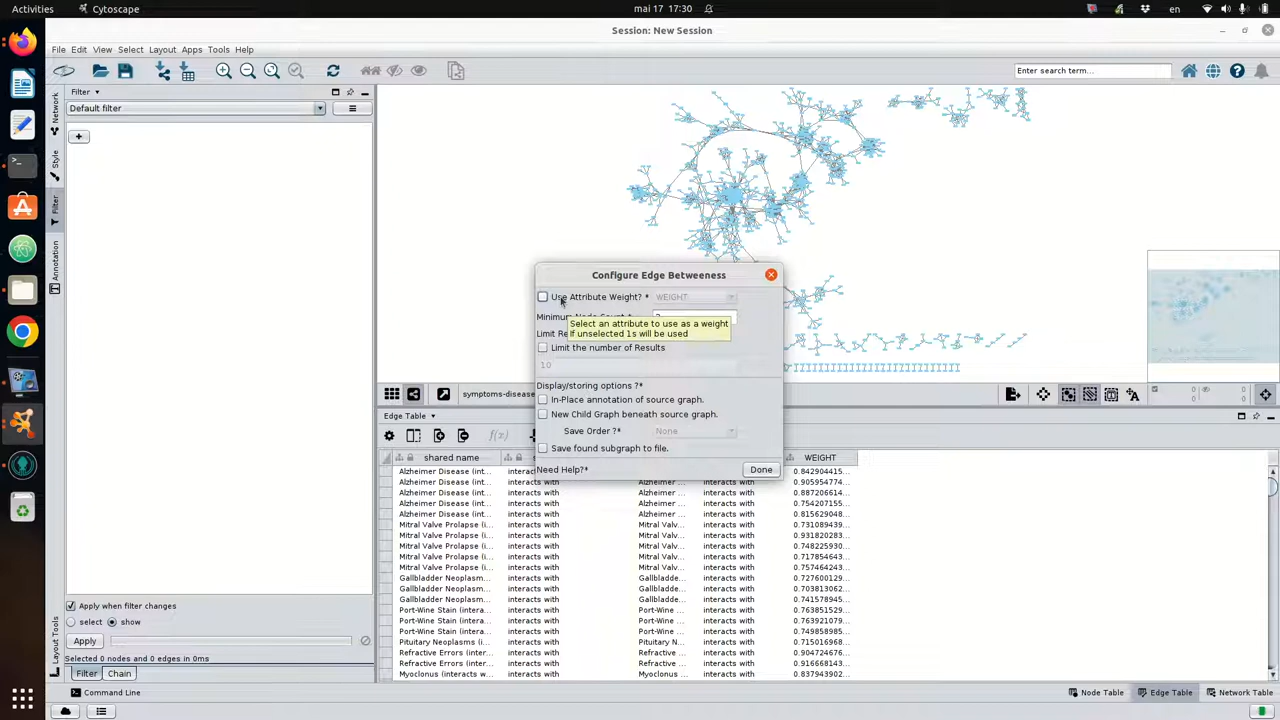 Activities Cytoscape mai 17 17:30 en
Session: New Session
File Edit View Select Layout Apps Tools Help
Enter search term...
Filter
Default filter
Network
Style
Filter
Annotation
Layout Tools
Configure Edge Betweeness
Use Attribute Weight? * WEIGHT
Select an attribute to use as a weight
If unselected 1s will be used
Limit the number of Results
10
Display/storing options ?*
In-Place annotation of source graph.
New Child Graph beneath source graph.
Save Order ?* None
Save found subgraph to file.
Need Help?* Done
symptoms-disease
Edge Table
f(x)
shared name WEIGHT
Alzheimer Disease (int... interacts with Alzheimer ... interacts with 0.842904415...
Alzheimer Disease (int... interacts with Alzheimer ... interacts with 0.905954774...
Alzheimer Disease (int... interacts with Alzheimer ... interacts with 0.887206614...
Alzheimer Disease (int... interacts with Alzheimer ... interacts with 0.754207155...
Alzheimer Disease (int... interacts with Alzheimer ... interacts with 0.815629048...
Mitral Valve Prolapse (i... interacts with Mitral Valv... interacts with 0.731089439...
Mitral Valve Prolapse (i... interacts with Mitral Valv... interacts with 0.931820283...
Mitral Valve Prolapse (i... interacts with Mitral Valv... interacts with 0.748225930...
Mitral Valve Prolapse (i... interacts with Mitral Valv... interacts with 0.717854643...
Mitral Valve Prolapse (i... interacts with Mitral Valv... interacts with 0.757464243...
Gallbladder Neoplasm... interacts with Gallbladde... interacts with 0.727600129...
Gallbladder Neoplasm... interacts with Gallbladde... interacts with 0.703813062...
Gallbladder Neoplasm... interacts with Gallbladde... interacts with 0.741578945...
Port-Wine Stain (intera... interacts with Port-Wine ... interacts with 0.763851529...
Port-Wine Stain (intera... interacts with Port-Wine ... interacts with 0.763921079...
Port-Wine Stain (intera... interacts with Port-Wine ... interacts with 0.749858985...
Pituitary Neoplasms (i... interacts with Pituitary N... interacts with 0.715016968...
Refractive Errors (inter... interacts with Refractive ... interacts with 0.904724676...
Refractive Errors (inter... interacts with Refractive ... interacts with 0.916668143...
Myoclonus (interacts w... interacts with Myoclonus ... interacts with 0.837943902...
Apply when filter changes
select show
Apply
Selected 0 nodes and 0 edges in 0ms
Filter Chain
Command Line Node Table Edge Table Network Table